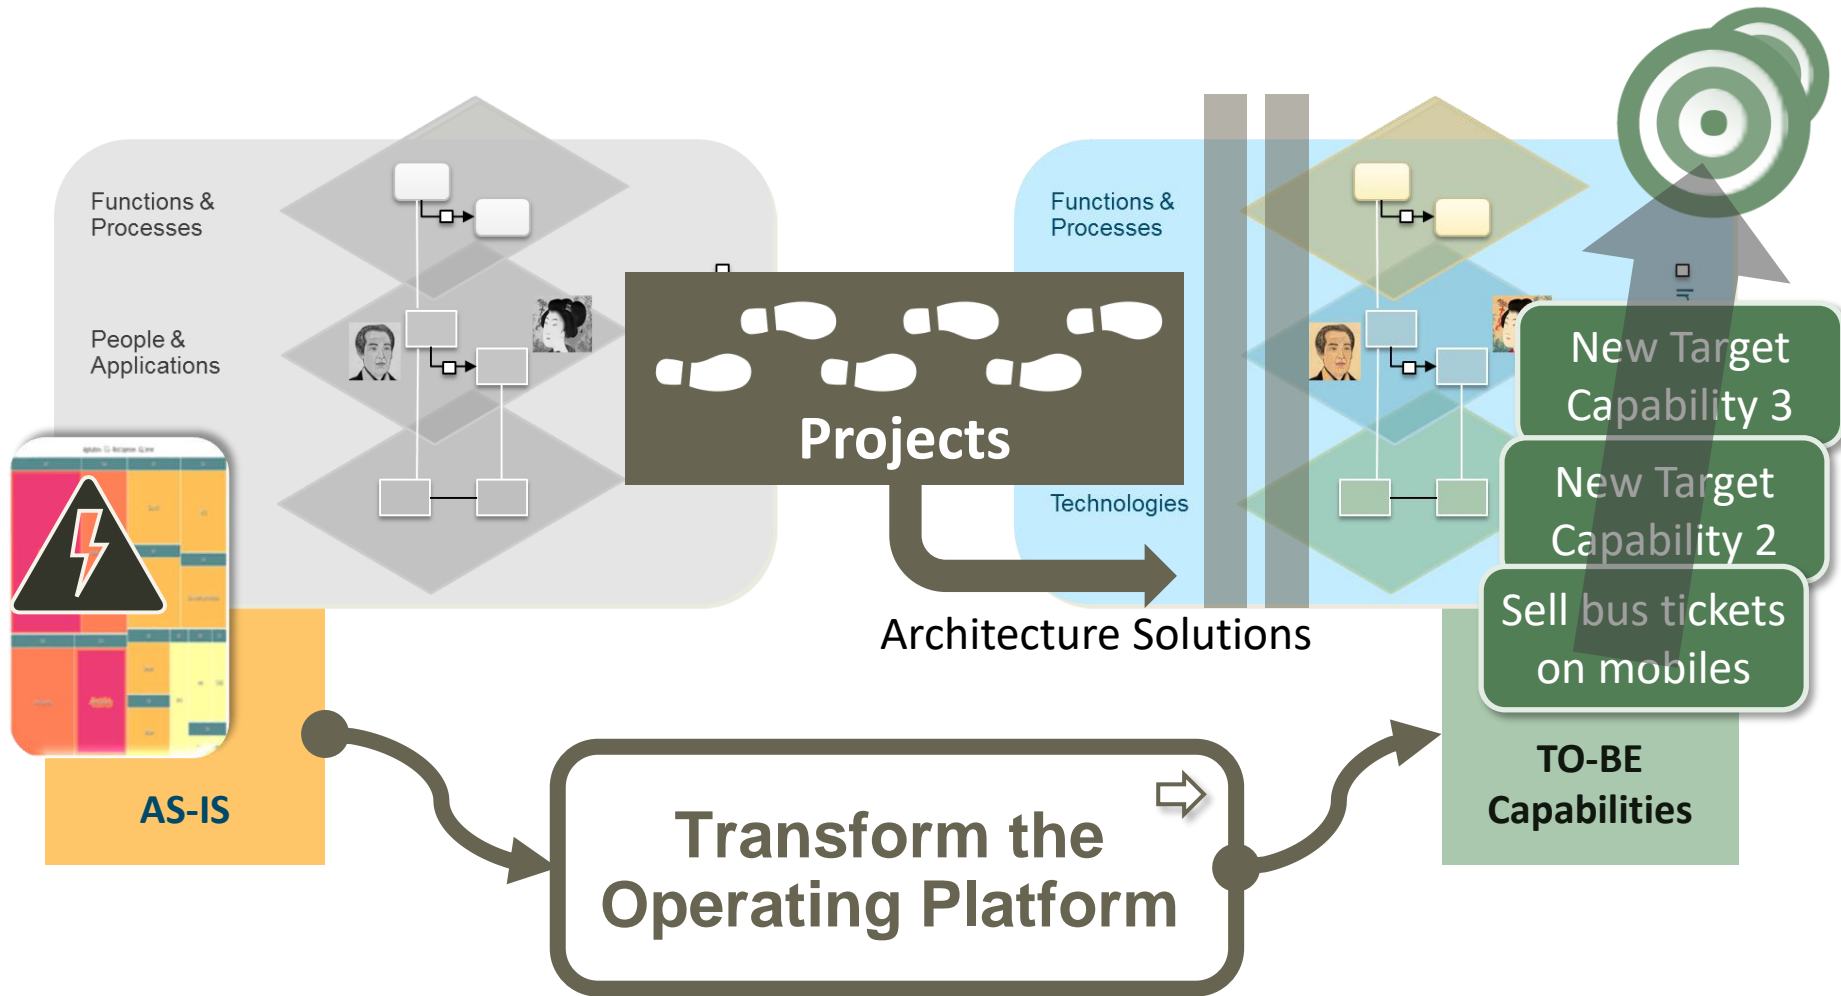 Functions &
Processes
People &
Applications
AS-IS
Projects
Architecture Solutions
Transform the
Operating Platform
Functions &
Processes
Technologies
New Target
Capability 3
New Target
Capability 2
Sell bus tickets
on mobiles
TO-BE
Capabilities